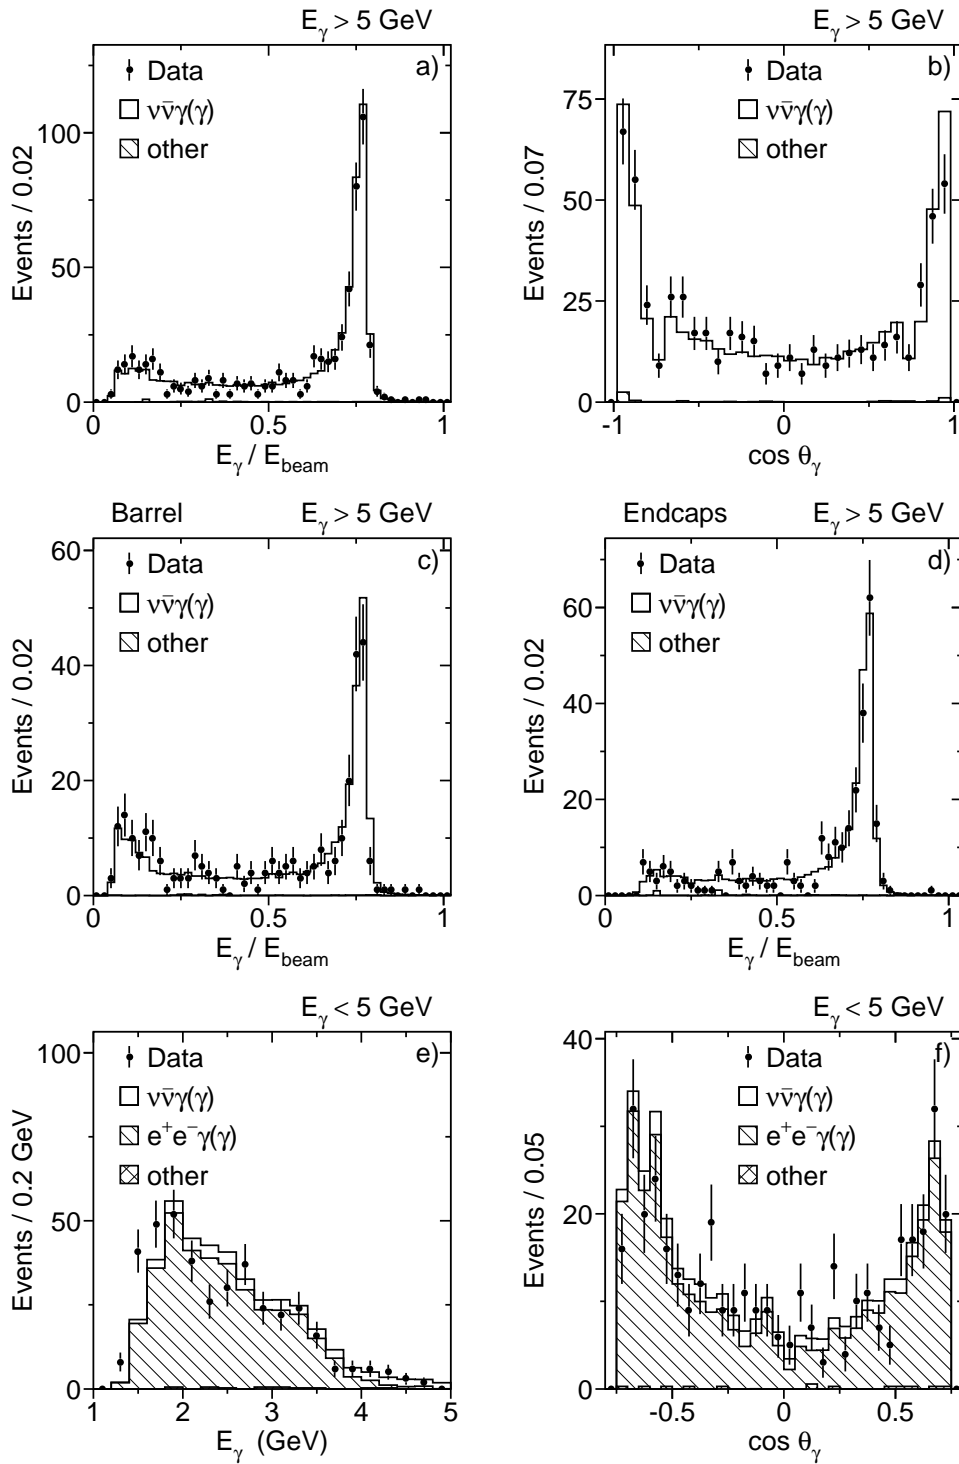 E_γ > 5 GeV
a)
Data
νν̄γ(γ)
other
Events / 0.02
100
50
0
0 0.5 1
E_γ / E_beam
E_γ > 5 GeV
b)
Data
νν̄γ(γ)
other
Events / 0.07
75
50
25
0
-1 0 1
cos θ_γ
Barrel E_γ > 5 GeV
c)
Data
νν̄γ(γ)
other
Events / 0.02
60
40
20
0
0 0.5 1
E_γ / E_beam
Endcaps E_γ > 5 GeV
d)
Data
νν̄γ(γ)
other
Events / 0.02
60
40
20
0
0 0.5 1
E_γ / E_beam
E_γ < 5 GeV
e)
Data
νν̄γ(γ)
e⁺e⁻γ(γ)
other
Events / 0.2 GeV
100
50
0
1 2 3 4 5
E_γ (GeV)
E_γ < 5 GeV
f)
Data
νν̄γ(γ)
e⁺e⁻γ(γ)
other
Events / 0.05
40
20
0
-0.5 0 0.5
cos θ_γ